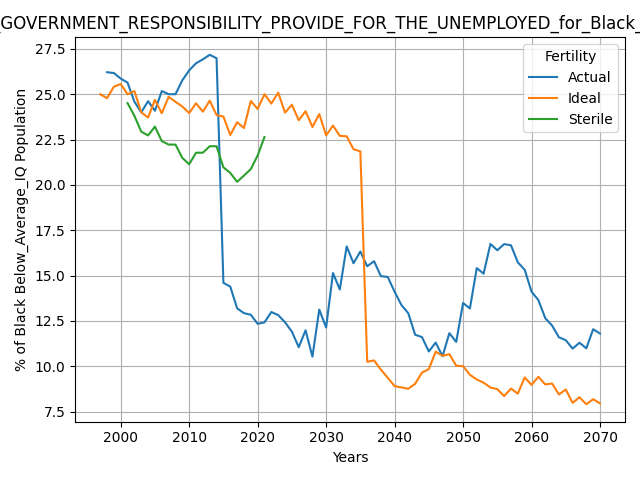 _GOVERNMENT_RESPONSIBILITY_PROVIDE_FOR_THE_UNEMPLOYED_for_Black_
% of Black Below_Average_IQ Population
27.5
25.0
22.5
20.0
17.5
15.0
12.5
10.0
7.5
Fertility
Actual
Ideal
Sterile
2000
2010
2020
2030
2040
2050
2060
2070
Years